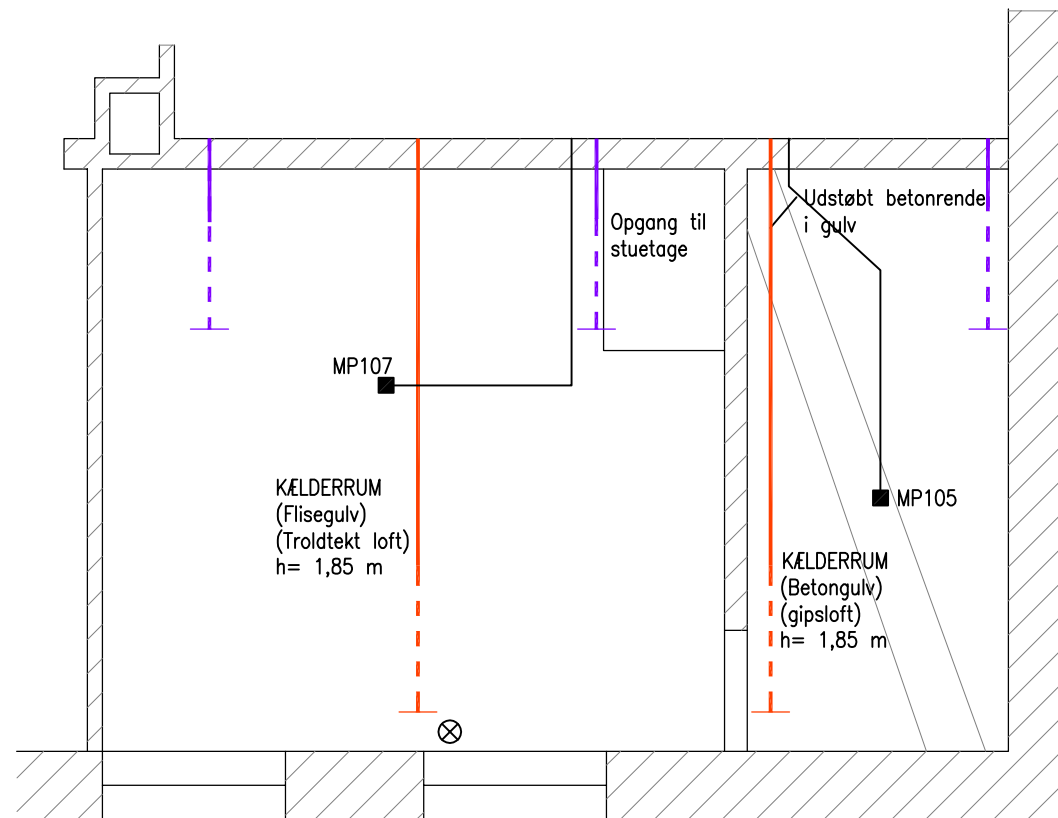 Udstøbt betonrende
i gulv
Opgang til
stuetage
MP107
KÆLDERRUM
(Flisegulv)
(Troldtekt loft)
h= 1,85 m
MP105
KÆLDERRUM
(Betongulv)
(gipsloft)
h= 1,85 m